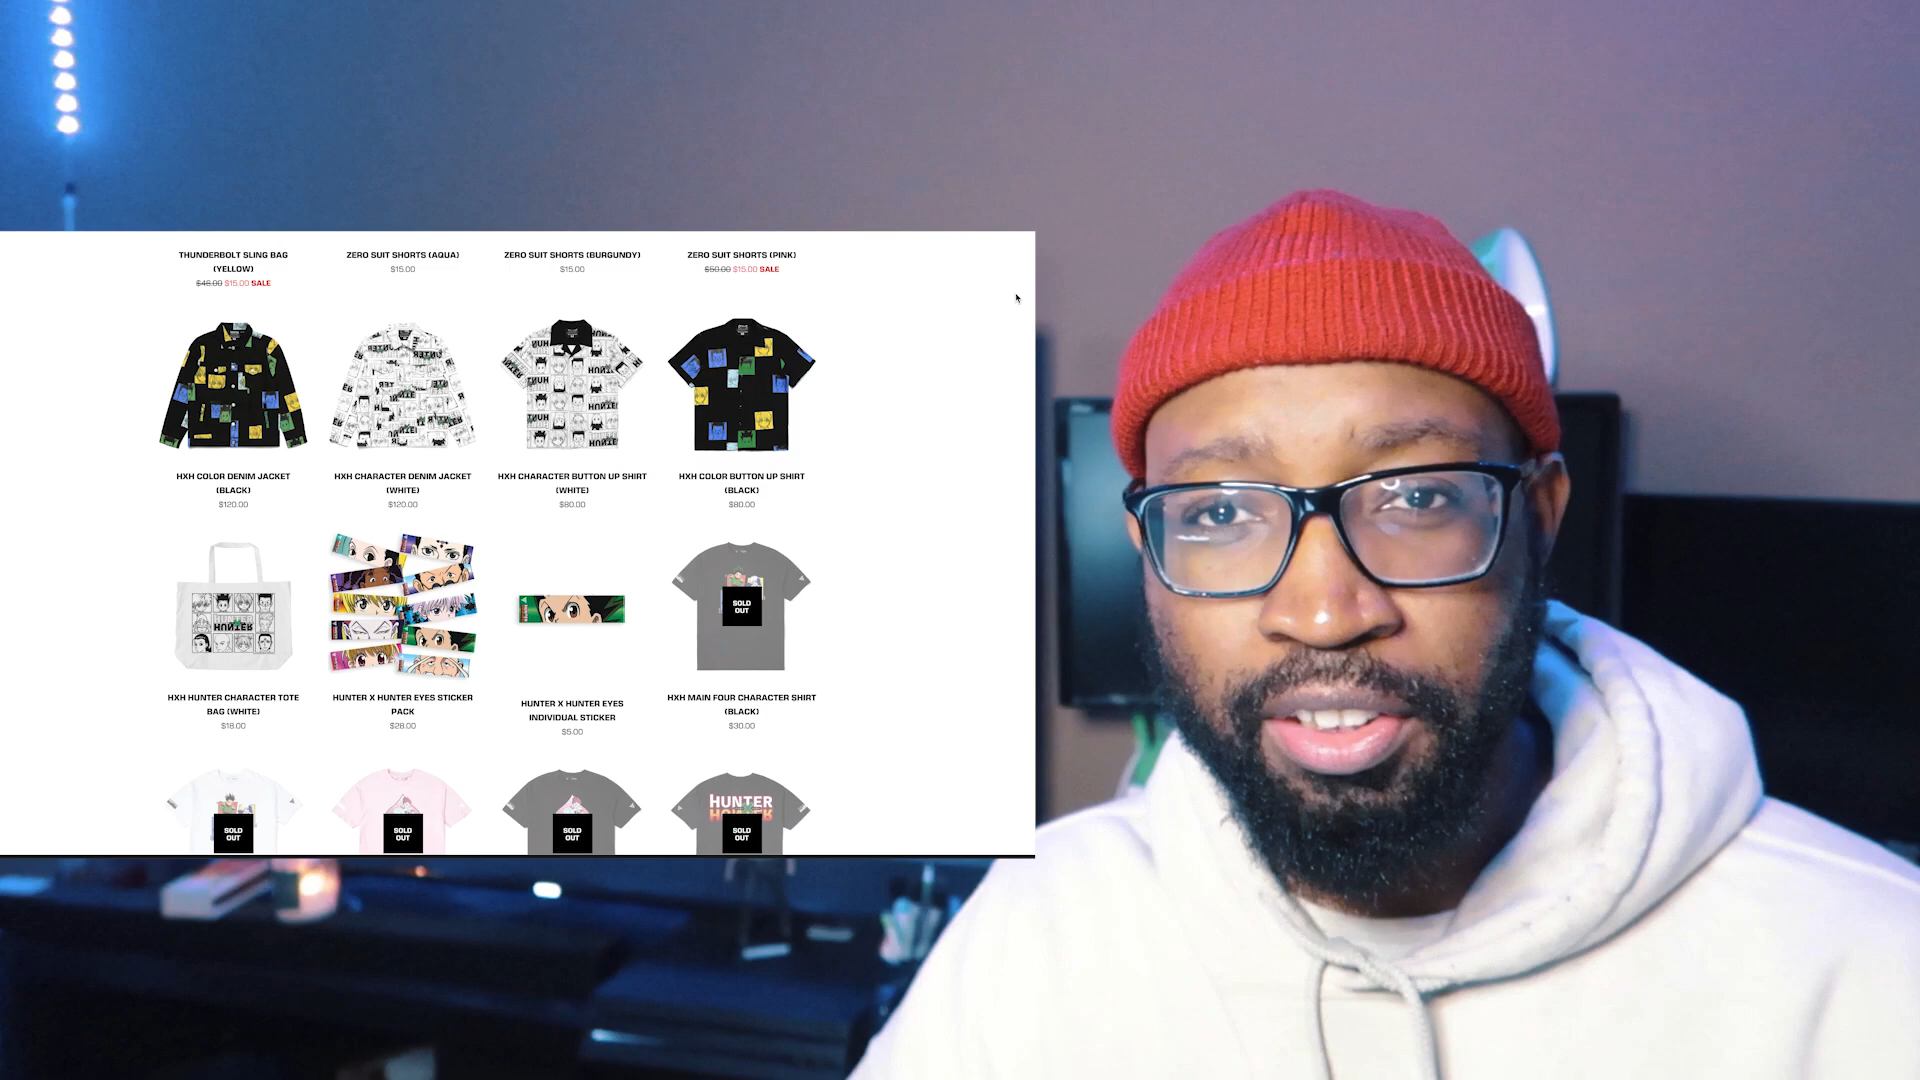 THUNDERBOLT SLING BAG
(YELLOW)
$46.00 $15.00 SALE
ZERO SUIT SHORTS (AQUA)
$15.00
ZERO SUIT SHORTS (BURGUNDY)
$15.00
ZERO SUIT SHORTS (PINK)
$50.00 $15.00 SALE
HXH COLOR DENIM JACKET
(BLACK)
$120.00
HXH CHARACTER DENIM JACKET
(WHITE)
$120.00
HXH CHARACTER BUTTON UP SHIRT
(WHITE)
$80.00
HXH COLOR BUTTON UP SHIRT
(BLACK)
$80.00
HUNTER
SOLD
OUT
HXH HUNTER CHARACTER TOTE
BAG (WHITE)
$18.00
HUNTER X HUNTER EYES STICKER
PACK
$28.00
HUNTER X HUNTER EYES
INDIVIDUAL STICKER
$5.00
HXH MAIN FOUR CHARACTER SHIRT
(BLACK)
$30.00
SOLD
OUT
SOLD
OUT
SOLD
OUT
HUNTER
SOLD
OUT